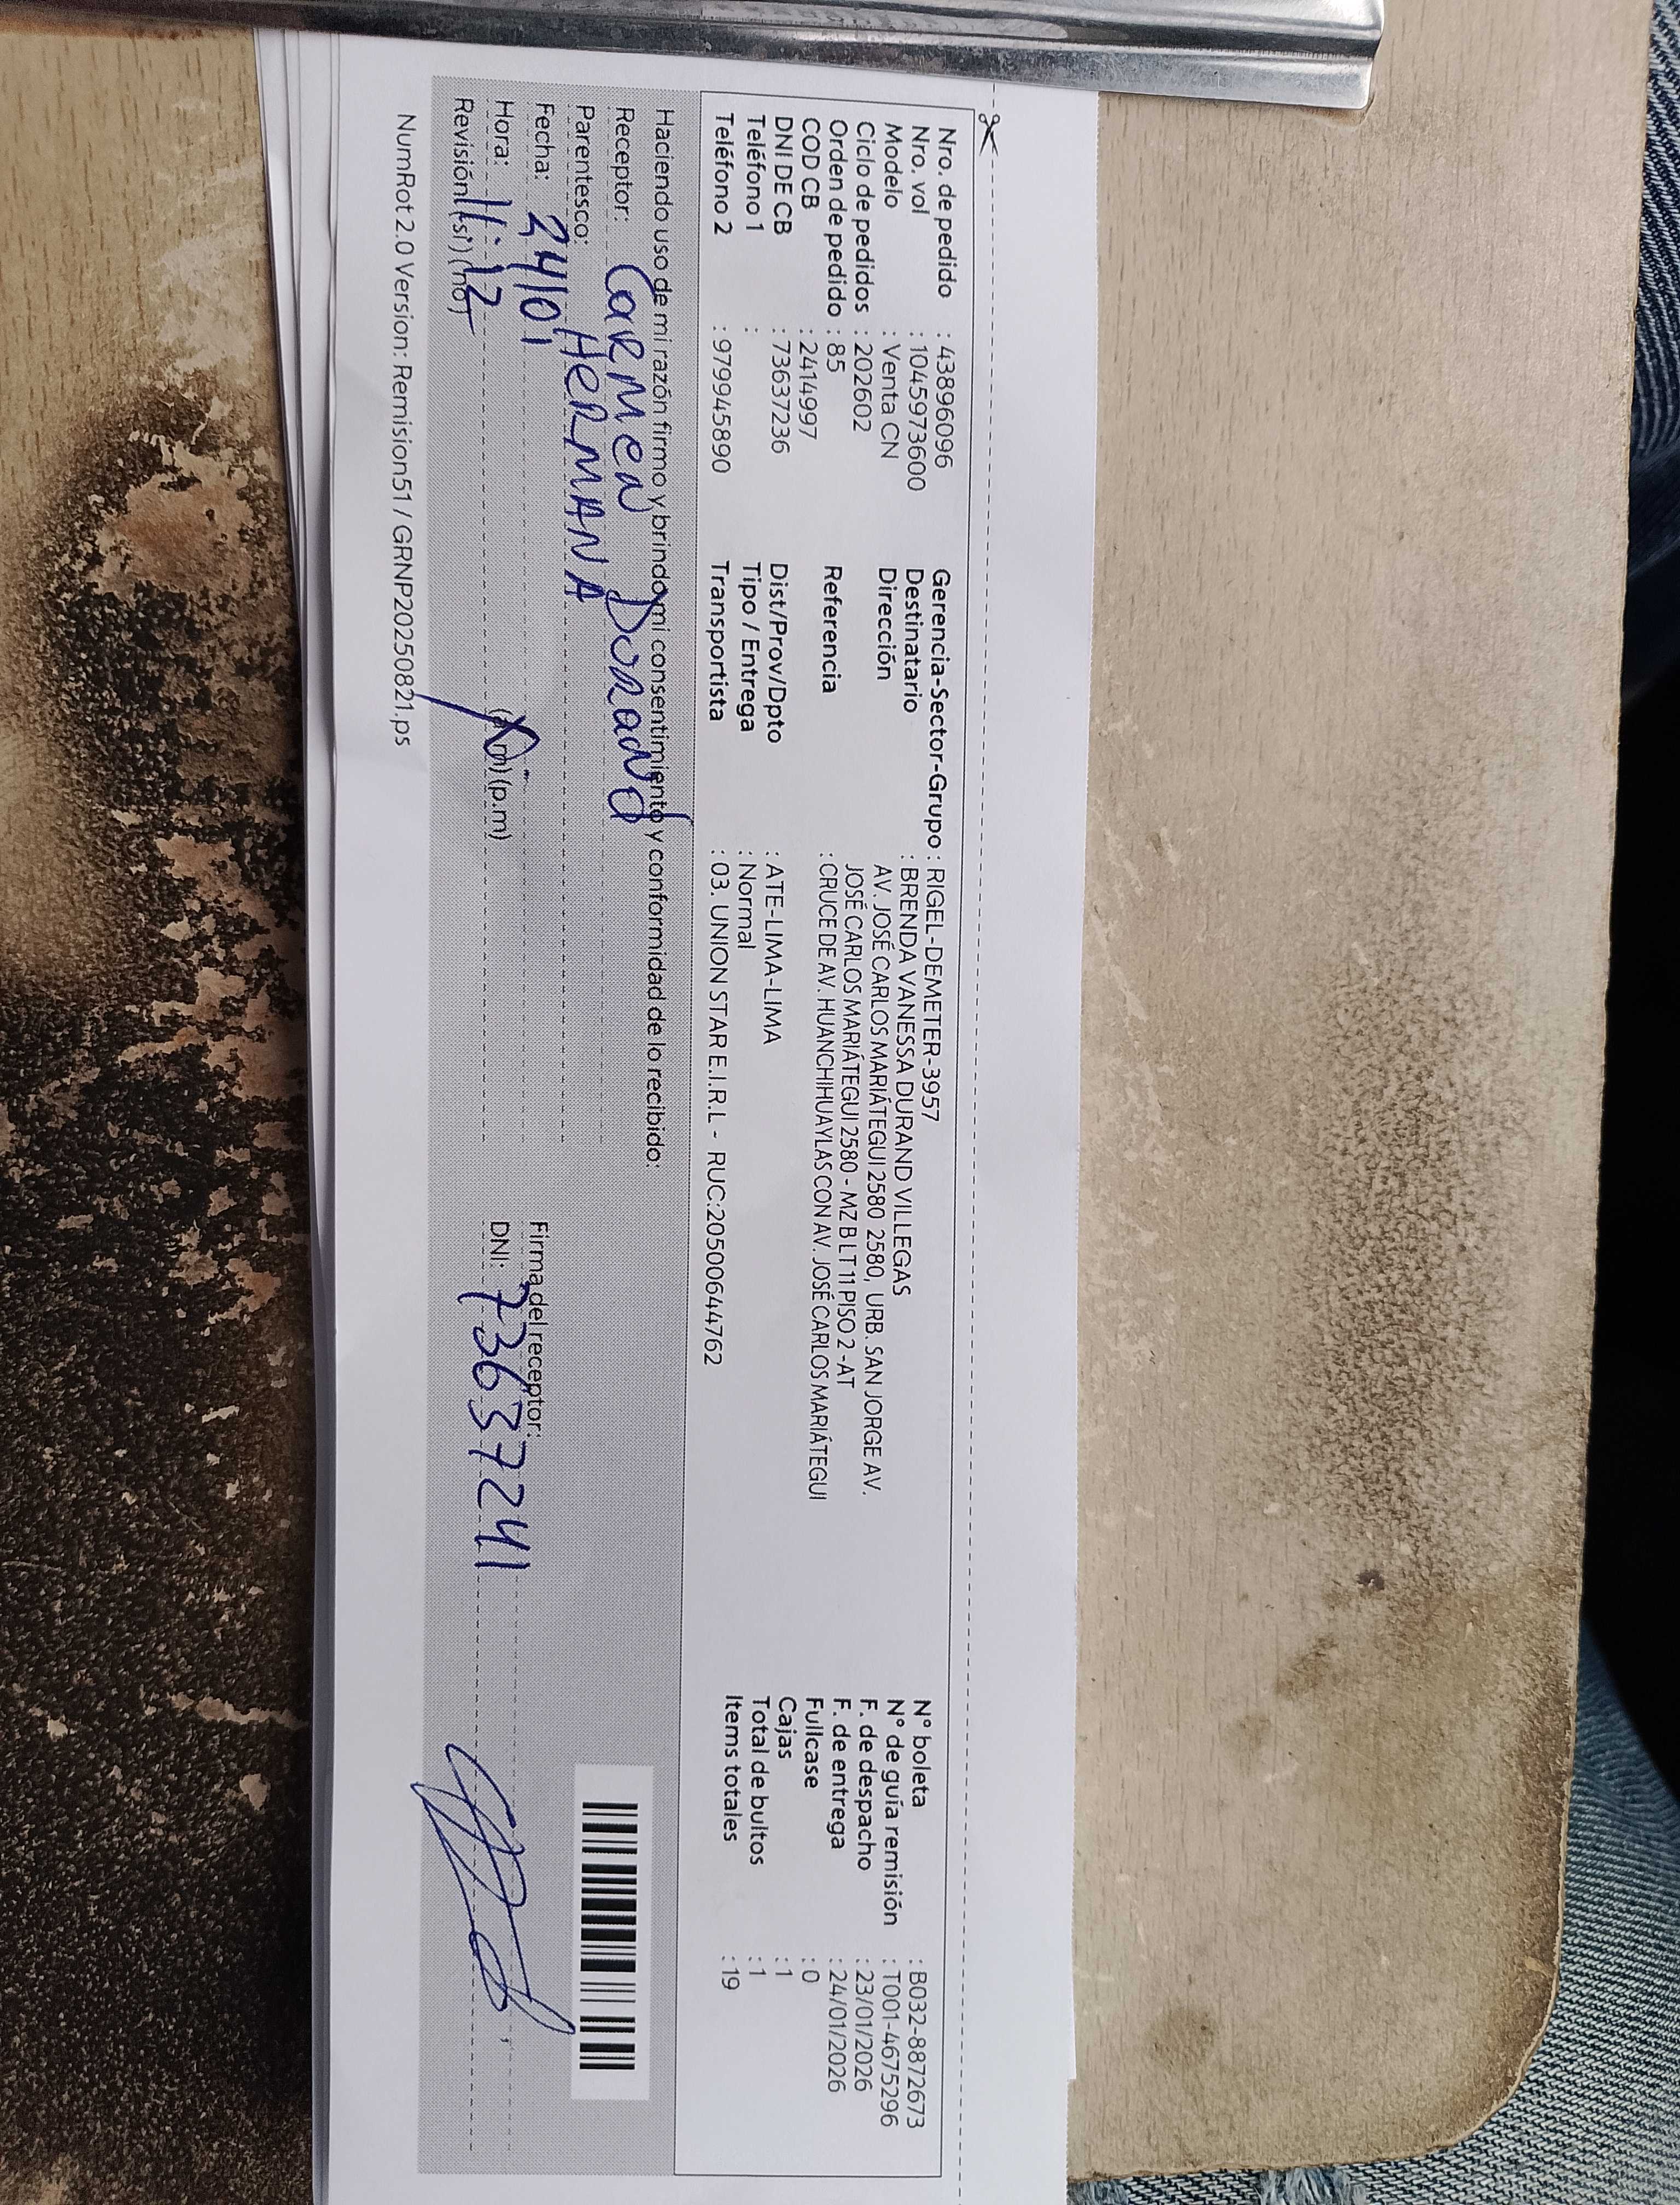 Nro. de pedido : 43896096
Nro. vol : 1045973600
Modelo : Venta CN
Ciclo de pedidos : 202602
Orden de pedido : 85
COD CB : 2414997
DNI DE CB : 73637236
Teléfono 1 :
Teléfono 2 : 979945890
Gerencia-Sector-Grupo : RIGEL-DEMETER-3957
Destinatario : BRENDA VANESSA DURAND VILLEGAS
Dirección AV. JOSÉ CARLOS MARIÁTEGUI 2580 2580, URB. SAN JORGE AV.
JOSÉ CARLOS MARIÁTEGUI 2580 - MZ B LT 11 PISO 2 -AT
Referencia : CRUCE DE AV. HUANCHIHUAYLAS CON AV. JOSÉ CARLOS MARIÁTEGUI
Dist/Prov/Dpto : ATE-LIMA-LIMA
Tipo / Entrega : Normal
Transportista : 03. UNION STAR E.I.R.L - RUC:20500644762
N° boleta : B032-8872673
N° de guía remisión : T001-4675296
F. de despacho : 23/01/2026
F. de entrega : 24/01/2026
Fullcase : 0
Cajas : 1
Total de bultos : 1
Items totales : 19
Haciendo uso de mi razón firmo y brindo mi consentimiento y conformidad de lo recibido:
Receptor: Carmen
Parentesco: HERMANA
Fecha: 24/01
Hora: 11:12 (p.m)
Revisión (si) (no)
Firma del receptor:
DNI: 73637241
NumRot 2.0 Version: Remision51 / GRNP20250821.ps